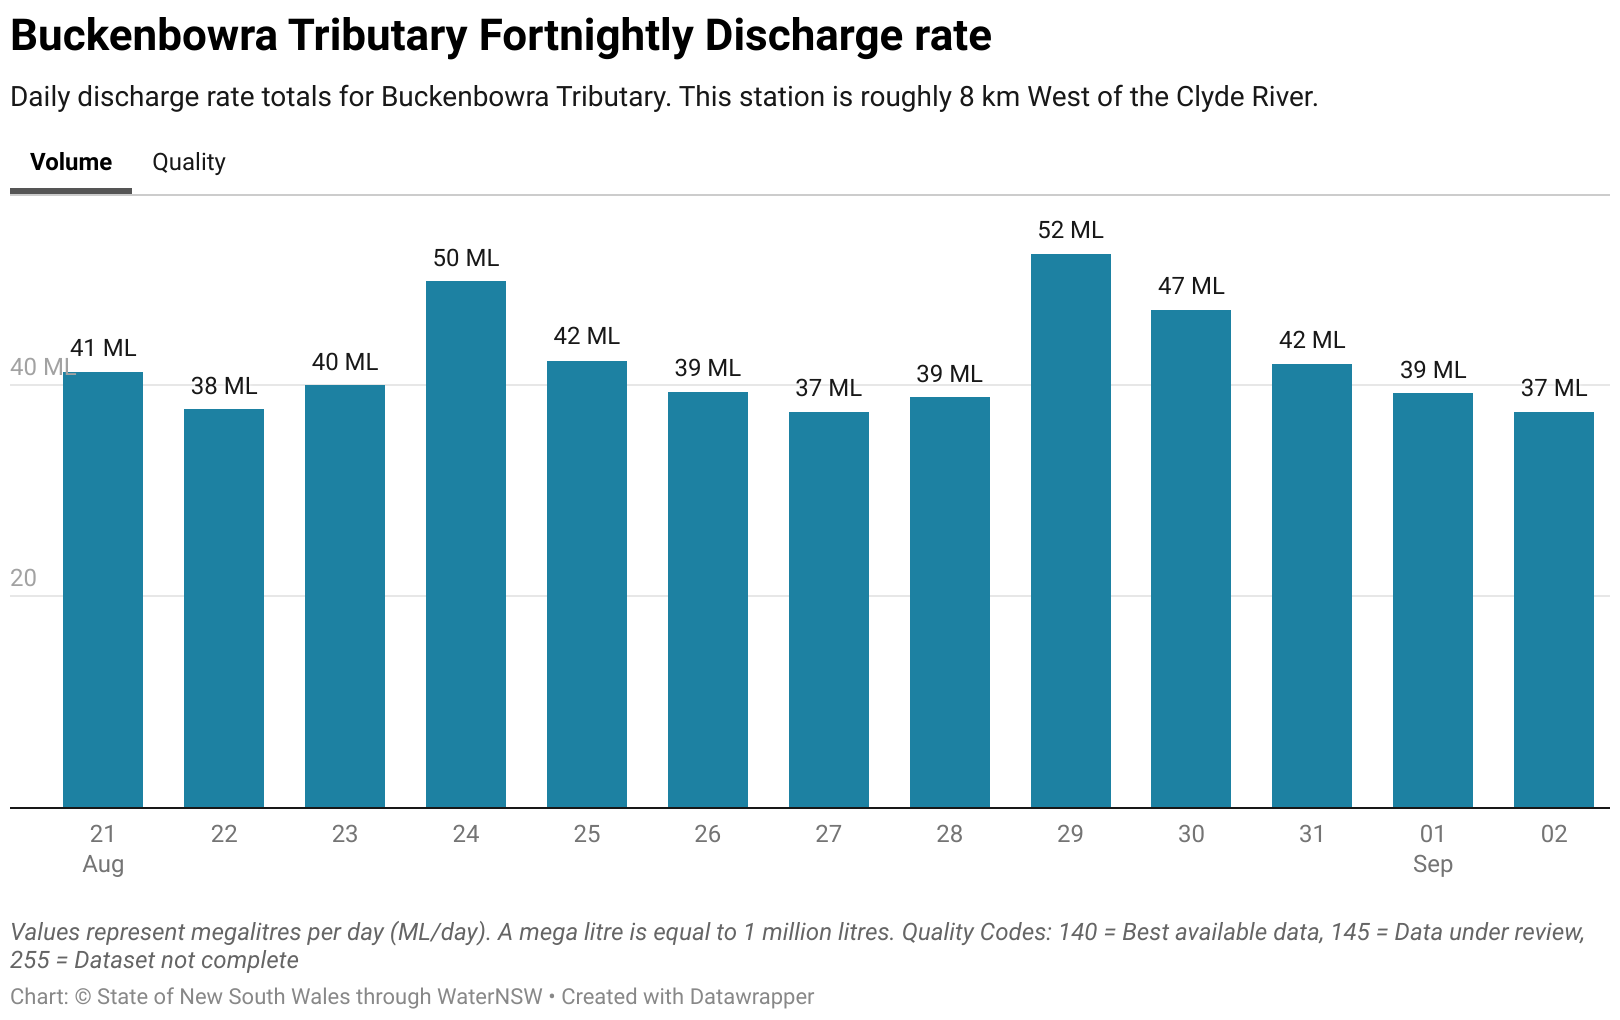 Buckenbowra Tributary Fortnightly Discharge rate
Daily discharge rate totals for Buckenbowra Tributary. This station is roughly 8 km West of the Clyde River.
Volume Quality
52 ML
50 ML
47 ML
42 ML
42 ML
41 ML
40 ML
40 ML
39 ML
39 ML
39 ML
38 ML
37 ML
37 ML
20
21 22 23 24 25 26 27 28 29 30 31 01 02
Aug Sep
Values represent megalitres per day (ML/day). A mega litre is equal to 1 million litres. Quality Codes: 140 = Best available data, 145 = Data under review,
255 = Dataset not complete
Chart: © State of New South Wales through WaterNSW • Created with Datawrapper